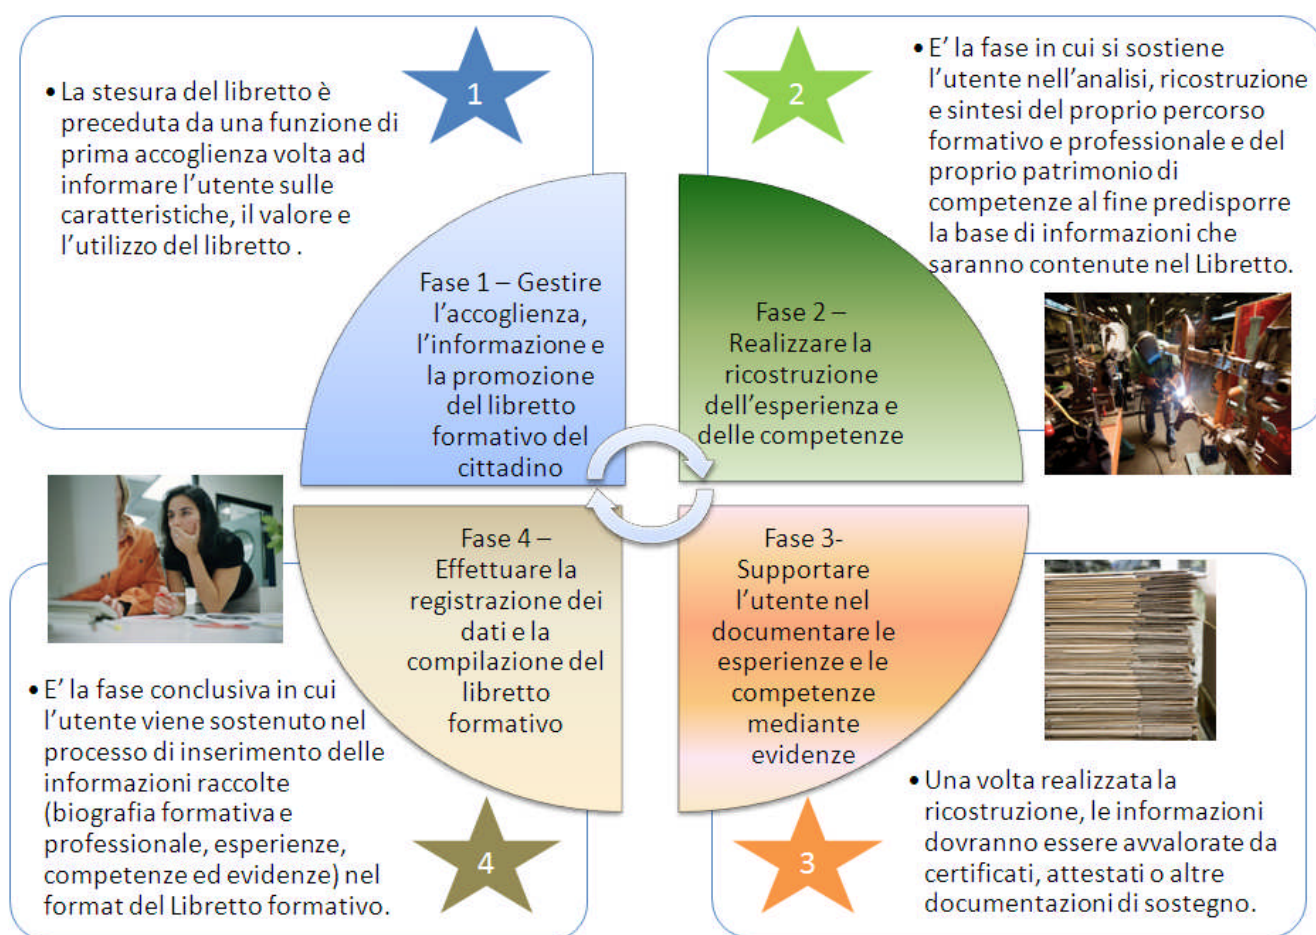 • La stesura del libretto è
preceduta da una funzione di
prima accoglienza volta ad
informare l’utente sulle
caratteristiche, il valore e
l’utilizzo del libretto .
1
Fase 1 – Gestire
l’accoglienza,
l’informazione e
la promozione
del libretto
formativo del
cittadino
2
• E’ la fase in cui si sostiene
l’utente nell’analisi, ricostruzione
e sintesi del proprio percorso
formativo e professionale e del
proprio patrimonio di
competenze al fine predisporre
la base di informazioni che
saranno contenute nel Libretto.
Fase 2 –
Realizzare la
ricostruzione
dell’esperienza e
delle competenze
Fase 3-
Supportare
l’utente nel
documentare le
esperienze e le
competenze
mediante
evidenze
3
• Una volta realizzata la
ricostruzione, le informazioni
dovranno essere avvalorate da
certificati, attestati o altre
documentazioni di sostegno.
Fase 4 –
Effettuare la
registrazione dei
dati e la
compilazione del
libretto
formativo
4
• E’ la fase conclusiva in cui
l’utente viene sostenuto nel
processo di inserimento delle
informazioni raccolte
(biografia formativa e
professionale, esperienze,
competenze ed evidenze) nel
format del Libretto formativo.